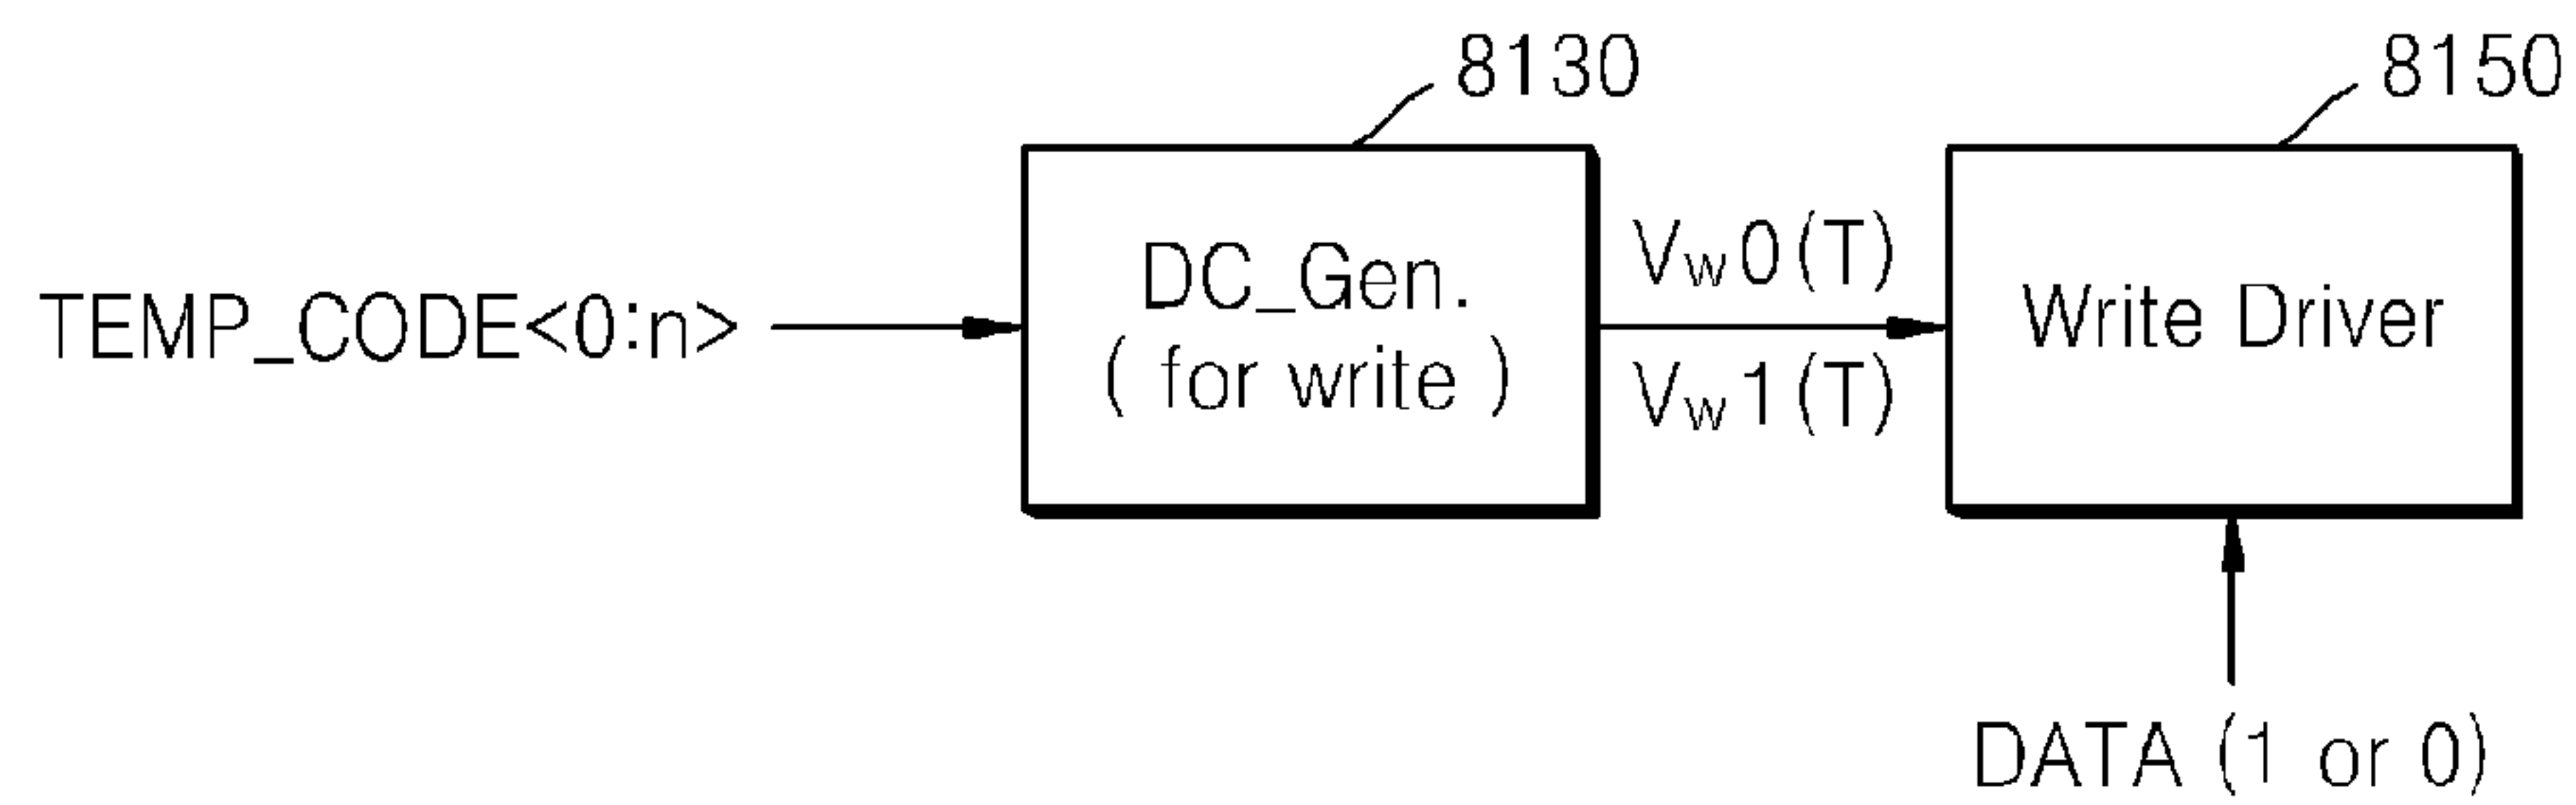 8130
8150
TEMP_CODE<0:n>
DC_Gen.
( for write )
Vw0(T)
Vw1(T)
Write Driver
DATA (1 or 0)